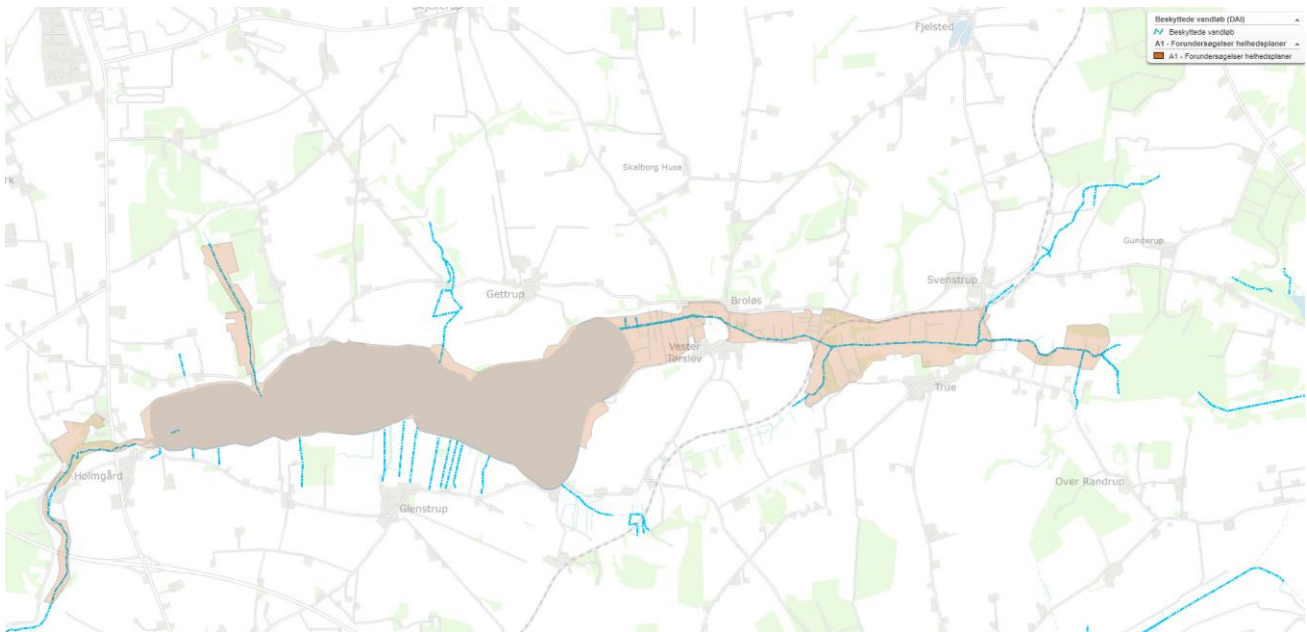 Fjelsted
Beskyttede vandløb (DAI)
Beskyttede vandløb
A1 - Forundersøgelser helhedsplaner
A1 - Forundersøgelser helhedsplaner
Skalborg Huse
Gunderup
Svenstrup
Gettrup
Broløs
Vester
Tørslev
True
Holmgård
Glenstrup
Over Randrup